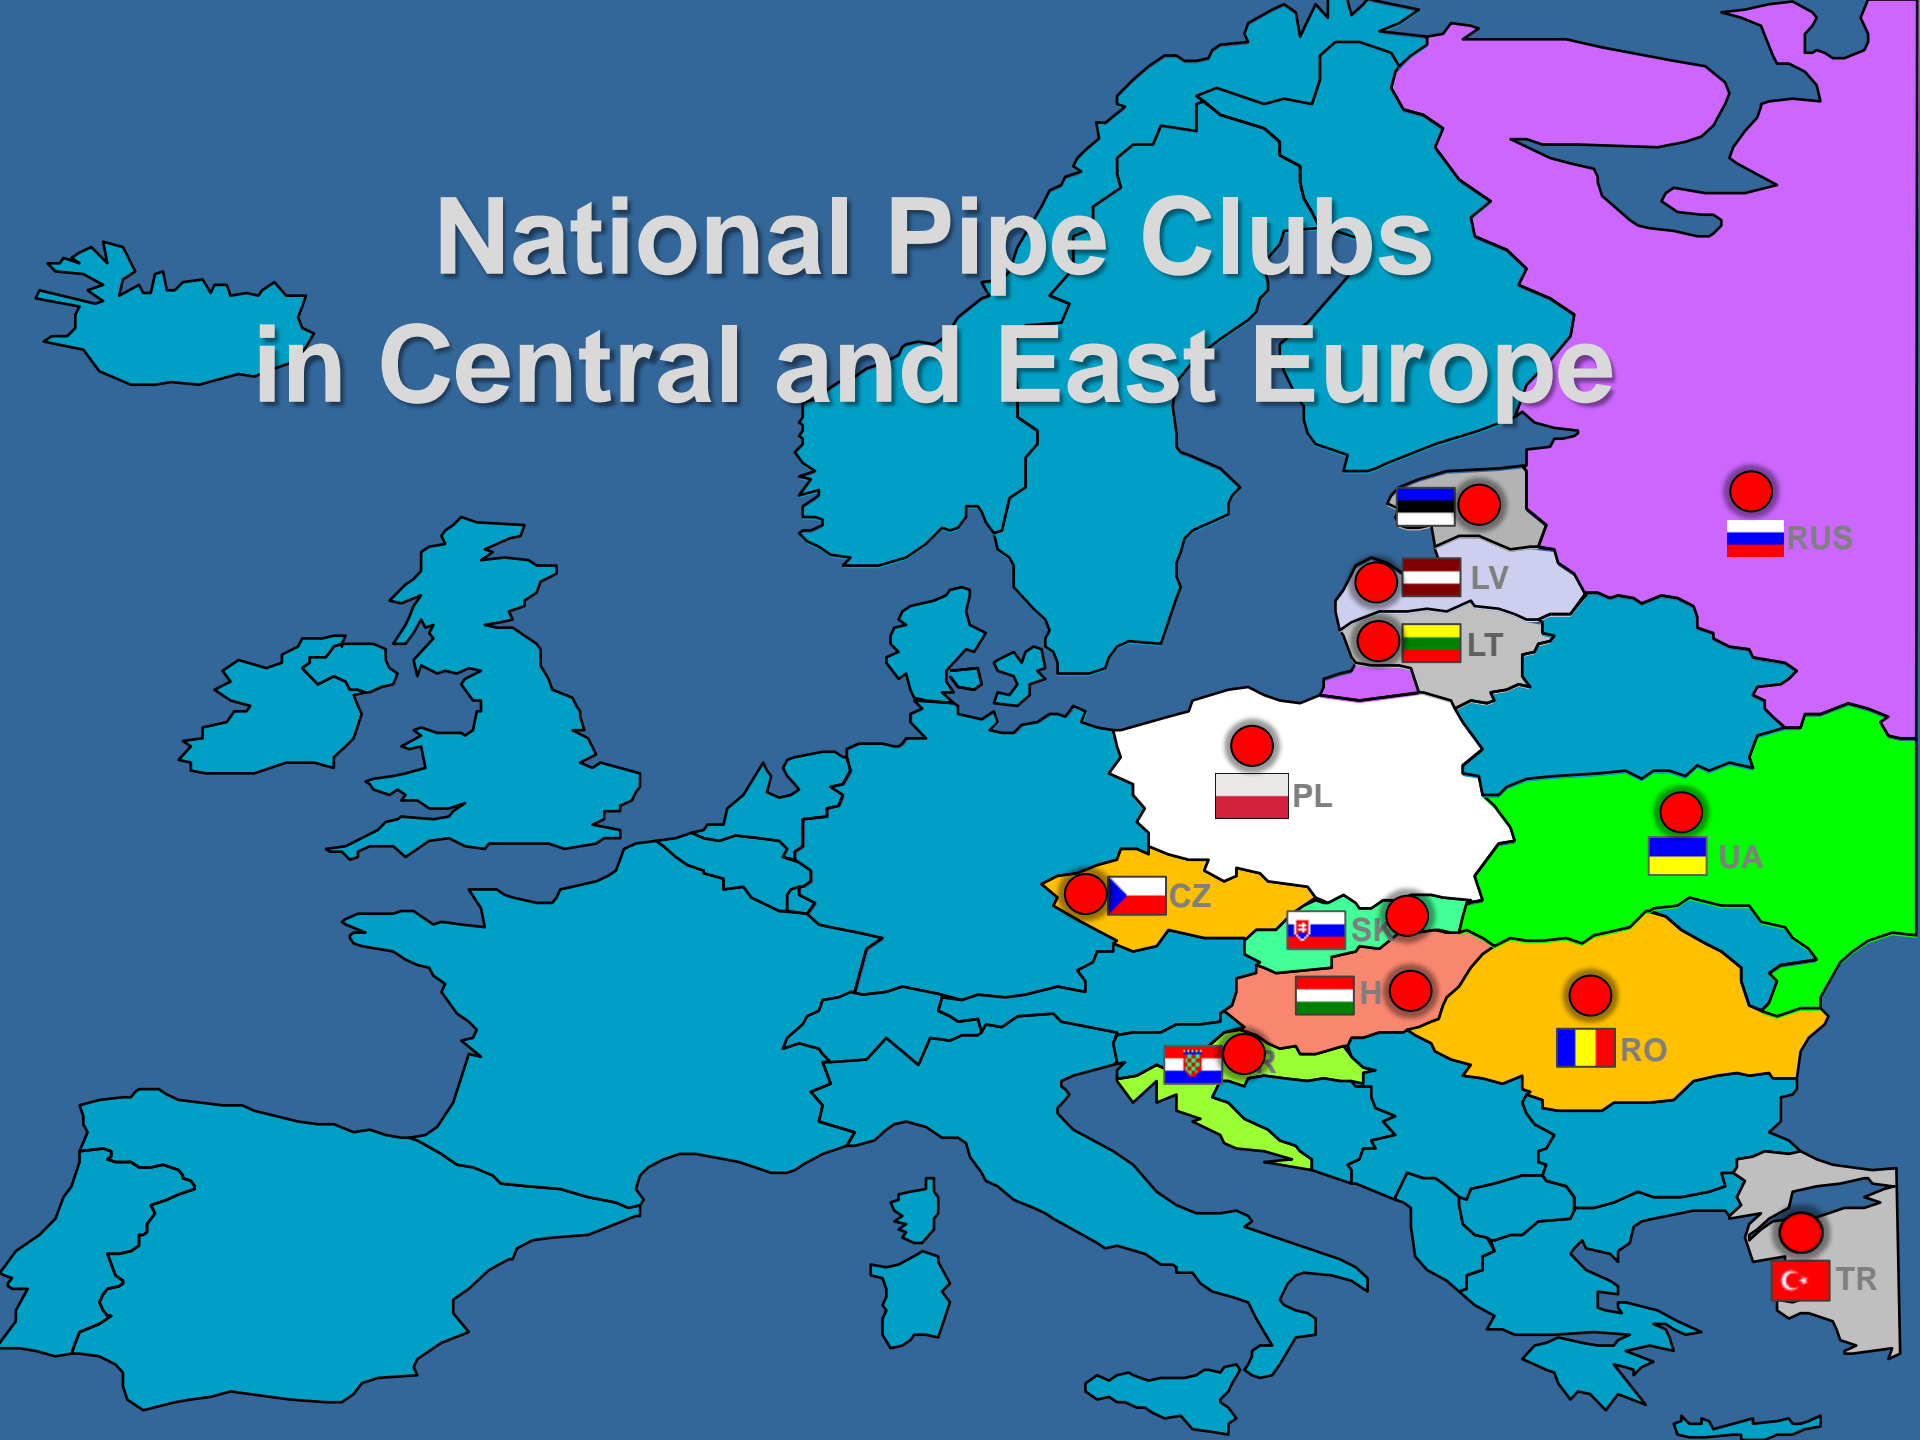 National Pipe Clubs
in Central and East Europe
RUS
LV
LT
PL
UA
CZ
SK
H
RO
TR